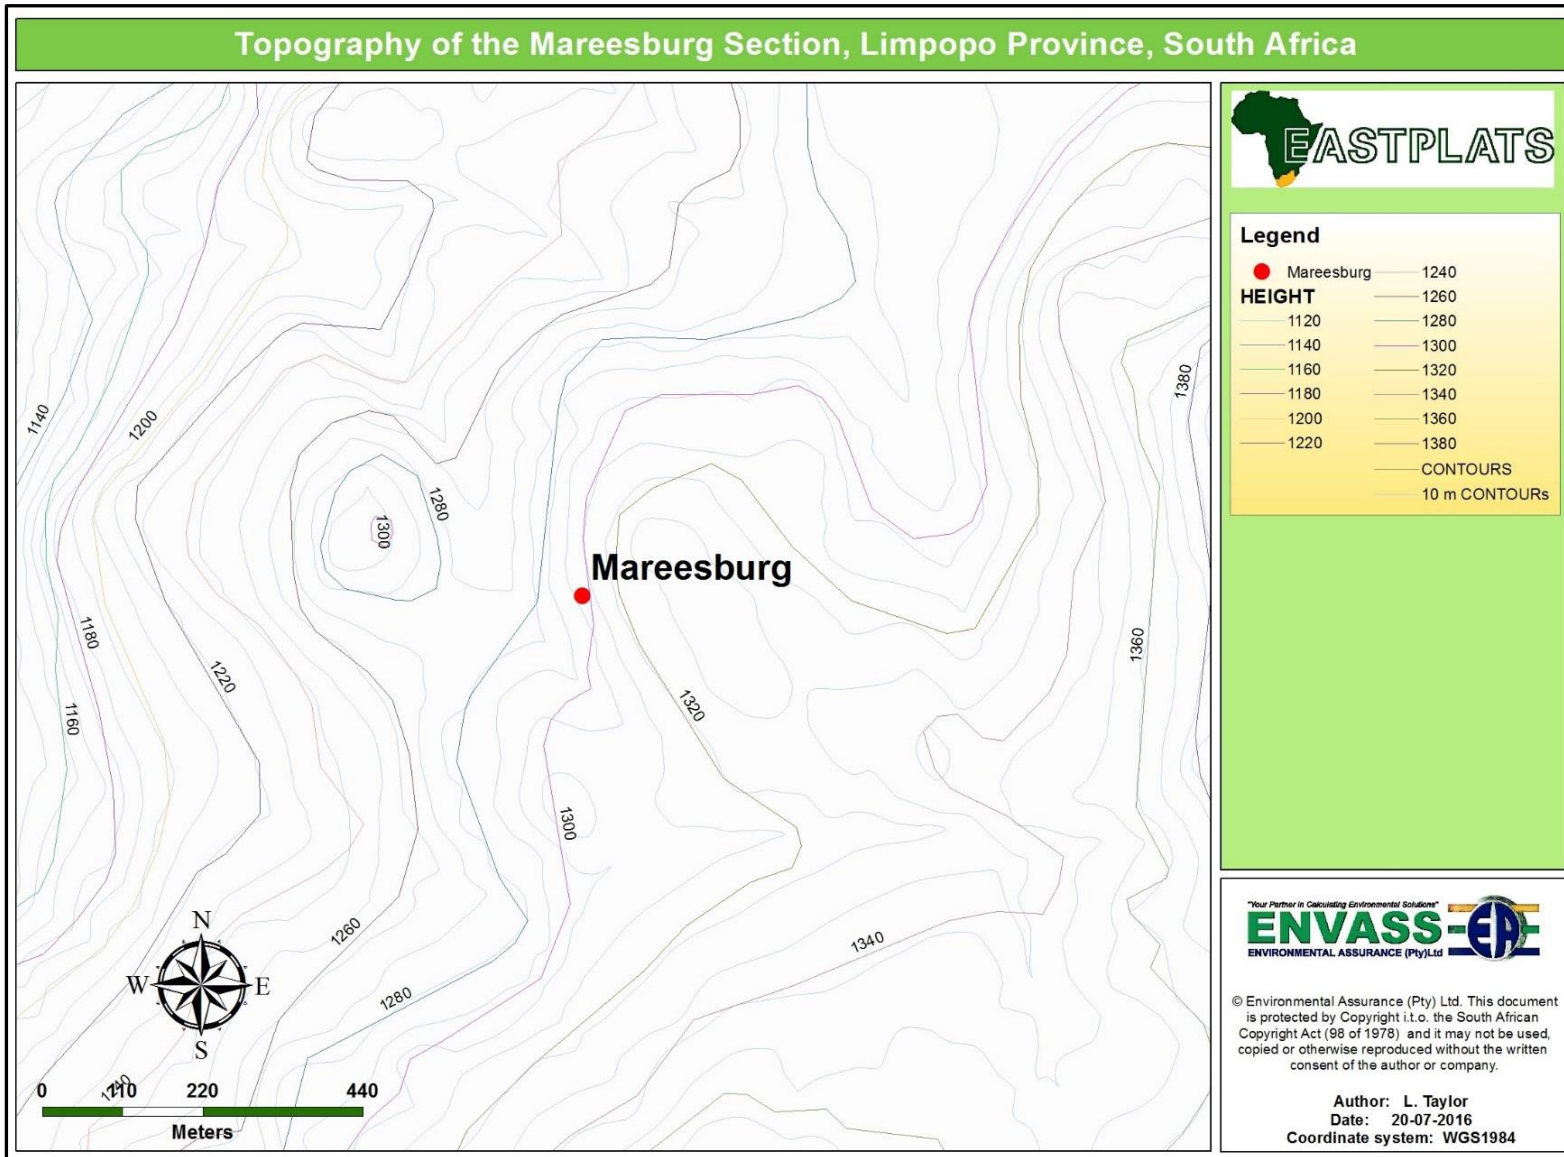 Topography of the Mareesburg Section, Limpopo Province, South Africa
EASTPLATS
Legend
Mareesburg
HEIGHT
1120
1140
1160
1180
1200
1220
1240
1260
1280
1300
1320
1340
1360
1380
CONTOURS
10 m CONTOURs
1140
1200
1280
1300
1380
Mareesburg
1180
1220
1160
1320
1360
1300
1260
1340
1280
1240
N
W
E
S
0 110 220 440
Meters
"Your Partner in Calculating Environmental Solutions"
ENVASS
EA
ENVIRONMENTAL ASSURANCE (Pty)Ltd
© Environmental Assurance (Pty) Ltd. This document
is protected by Copyright i.t.o. the South African
Copyright Act (98 of 1978) and it may not be used,
copied or otherwise reproduced without the written
consent of the author or company.
Author: L. Taylor
Date: 20-07-2016
Coordinate system: WGS1984